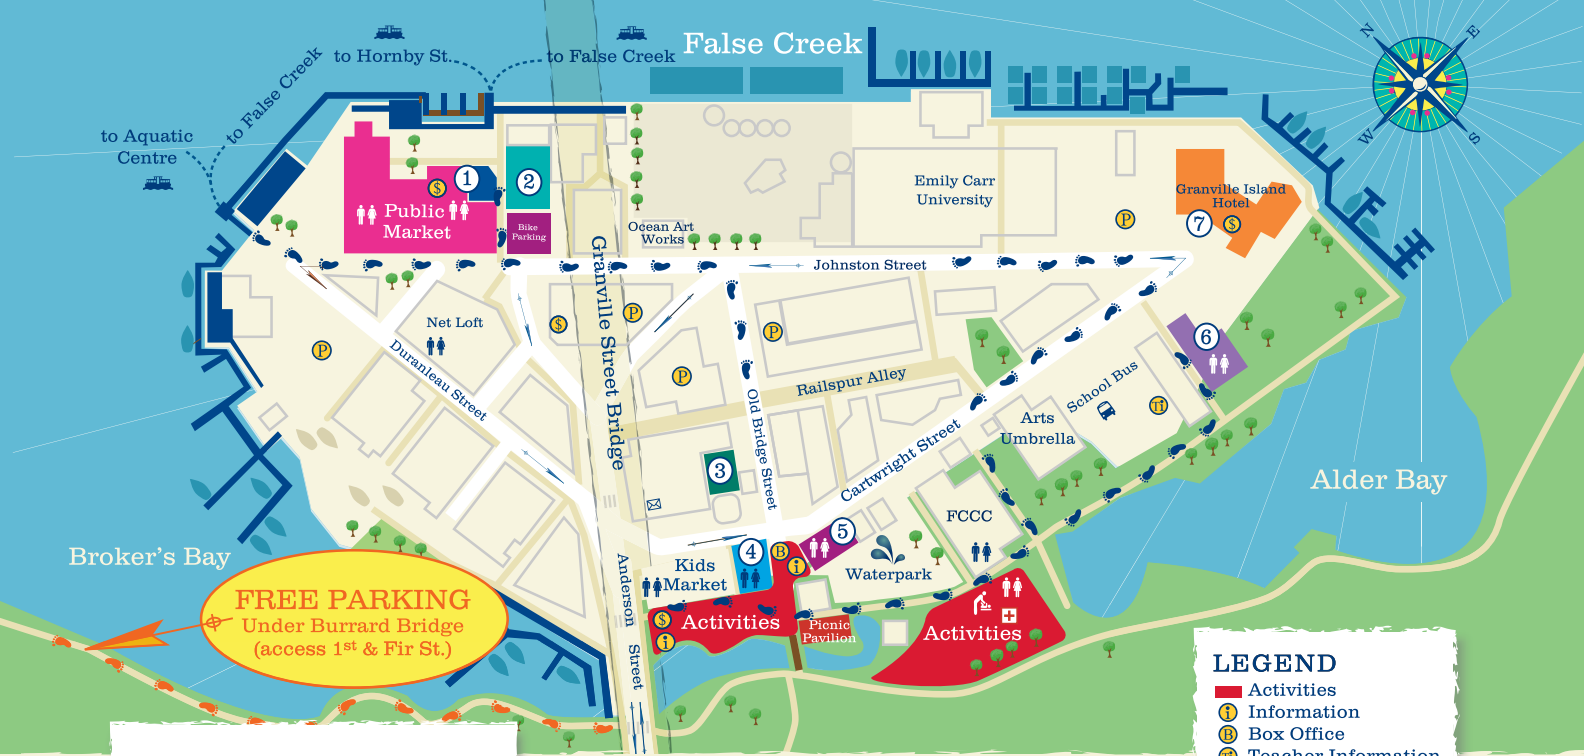 False Creek
to Hornby St.
to False Creek
to False Creek
to Aquatic
Centre
N
E
W
S
1
$
Public
Market
2
Bike
Parking
Ocean Art
Works
Emily Carr
University
P
Granville Island
Hotel
7
$
Johnston Street
Granville Street Bridge
Net Loft
$
P
P
P
P
Duranleau Street
Railspur Alley
Old Bridge Street
School Bus
6
Ti
Arts
Umbrella
Cartwright Street
3
Alder Bay
FCCC
5
4
B
i
Waterpark
Kids
Market
Anderson
Street
Broker's Bay
$
i
Activities
Picnic
Pavilion
Activities
FREE PARKING
Under Burrard Bridge
(access 1st & Fir St.)
LEGEND
Activities
i Information
B Box Office
Ti Teacher Information